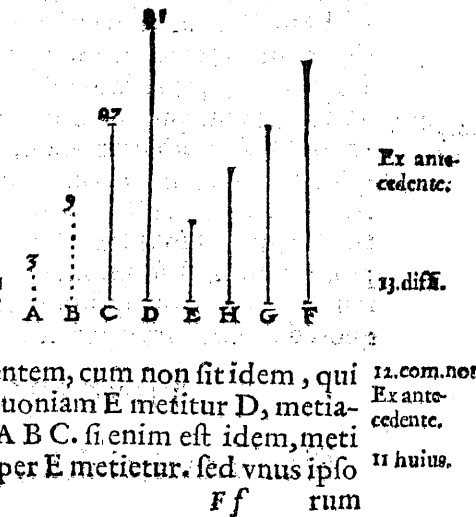 81
27
9
3
A B C D E H G F
Ex ante-
cedente.
13.diff.
entem, cum non ſit idem, qui
uoniam E metitur D, metia-
A B C. ſi enim eſt idem, meti
per E metietur. ſed vnus ipſo
Ff rum
12.com.not
Ex ante-
cedente.
11 huius.